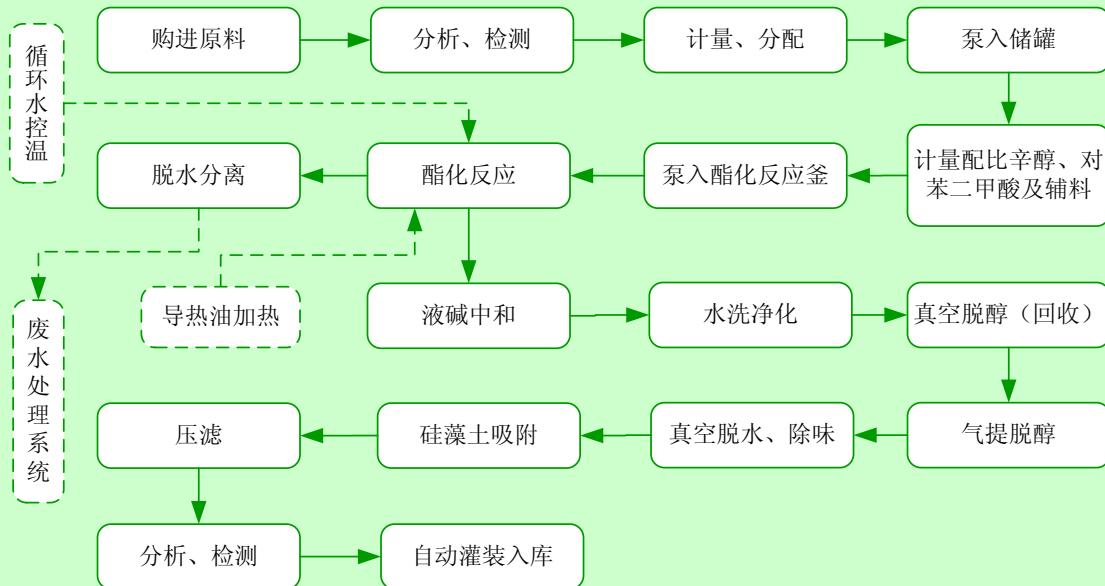 购进原料
分析、检测
计量、分配
泵入储罐
循环水控温
脱水分离
酯化反应
泵入酯化反应釜
计量配比辛醇、对
苯二甲酸及辅料
导热油加热
液碱中和
水洗净化
真空脱醇（回收）
废水处理系统
压滤
硅藻土吸附
真空脱水、除味
气提脱醇
分析、检测
自动灌装入库